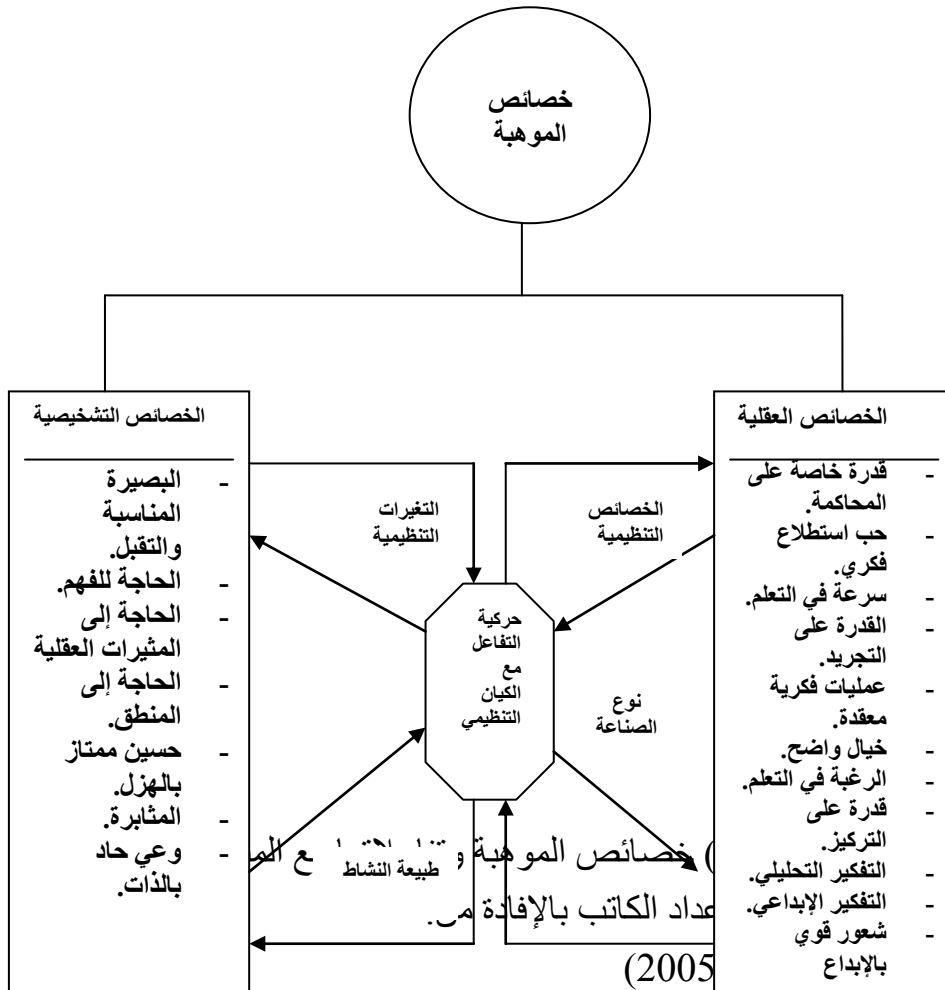 خصائص
الموهبة
الخصائص العقلية
- قدرة خاصة على
المحاكمة.
- حب استطلاع
فكري.
- سرعة في التعلم.
- القدرة على
التجريد.
- عمليات فكرية
معقدة.
- خيال واضح.
- الرغبة في التعلم.
- قدرة على
التركيز.
- التفكير التحليلي.
- التفكير الإبداعي.
- شعور قوي
بالإبداع
الخصائص
التنظيمية
نوع
الصناعة
حركية
التفاعل
مع
الكيان
التنظيمي
التغيرات
التنظيمية
طبيعة النشاط
الخصائص التشخيصية
- البصيرة
المناسبة
والتقبل.
- الحاجة للفهم.
- الحاجة إلى
المثيرات العقلية
- الحاجة إلى
المنطق.
- حسين ممتاز
بالهزل.
- المثابرة.
- وعي حاد
بالذات.
) خصائص الموهبة
الكاتب بالإفادة من.
2005)